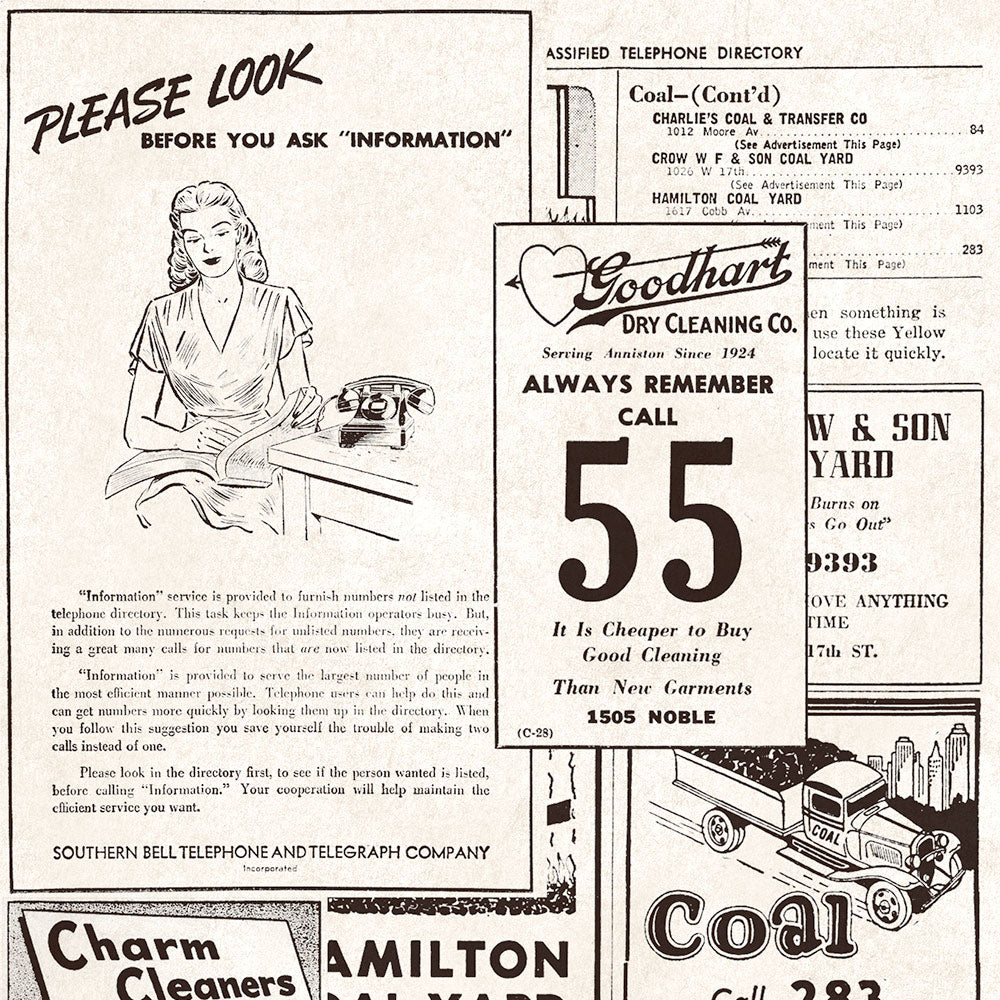 PLEASE LOOK
BEFORE YOU ASK "INFORMATION"
"Information" service is provided to furnish numbers not listed in the
telephone directory. This task keeps the Information operators busy. But,
in addition to the numerous requests for unlisted numbers, they are receiv-
ing a great many calls for numbers that are now listed in the directory.
"Information" is provided to serve the largest number of people in
the most efficient manner possible. Telephone users can help do this and
can get numbers more quickly by looking them up in the directory. When
you follow this suggestion you save yourself the trouble of making two
calls instead of one.
Please look in the directory first, to see if the person wanted is listed,
before calling "Information." Your cooperation will help maintain the
efficient service you want.
SOUTHERN BELL TELEPHONE AND TELEGRAPH COMPANY
Incorporated
ASSIFIED TELEPHONE DIRECTORY
Coal—(Cont'd)
CHARLIE'S COAL & TRANSFER CO
1012 Moore Av. 84
(See Advertisement This Page)
CROW W F & SON COAL YARD
1026 W 17th. 9393
(See Advertisement This Page)
HAMILTON COAL YARD
1617 Cobb Av. 1103
ment This Page)
283
ment This Page)
en something is
use these Yellow
locate it quickly.
Goodhart
DRY CLEANING CO.
Serving Anniston Since 1924
ALWAYS REMEMBER
CALL
55
It Is Cheaper to Buy
Good Cleaning
Than New Garments
1505 NOBLE
(C-28)
W & SON
YARD
Burns on
s Go Out"
9393
OVE ANYTHING
TIME
17th ST.
COAL
Coal
Call 283
Charm
Cleaners
AMILTON
AL YARD